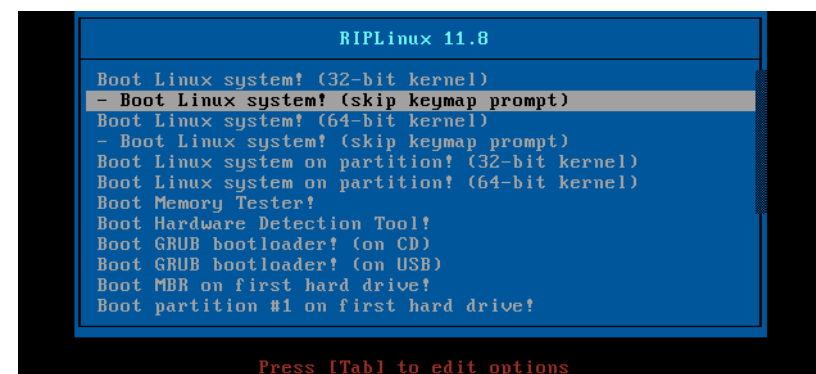 RIPLinux 11.8
Boot Linux system! (32-bit kernel)
- Boot Linux system! (skip keymap prompt)
Boot Linux system! (64-bit kernel)
- Boot Linux system! (skip keymap prompt)
Boot Linux system on partition! (32-bit kernel)
Boot Linux system on partition! (64-bit kernel)
Boot Memory Tester!
Boot Hardware Detection Tool!
Boot GRUB bootloader! (on CD)
Boot GRUB bootloader! (on USB)
Boot MBR on first hard drive!
Boot partition #1 on first hard drive!
Press [Tab] to edit options